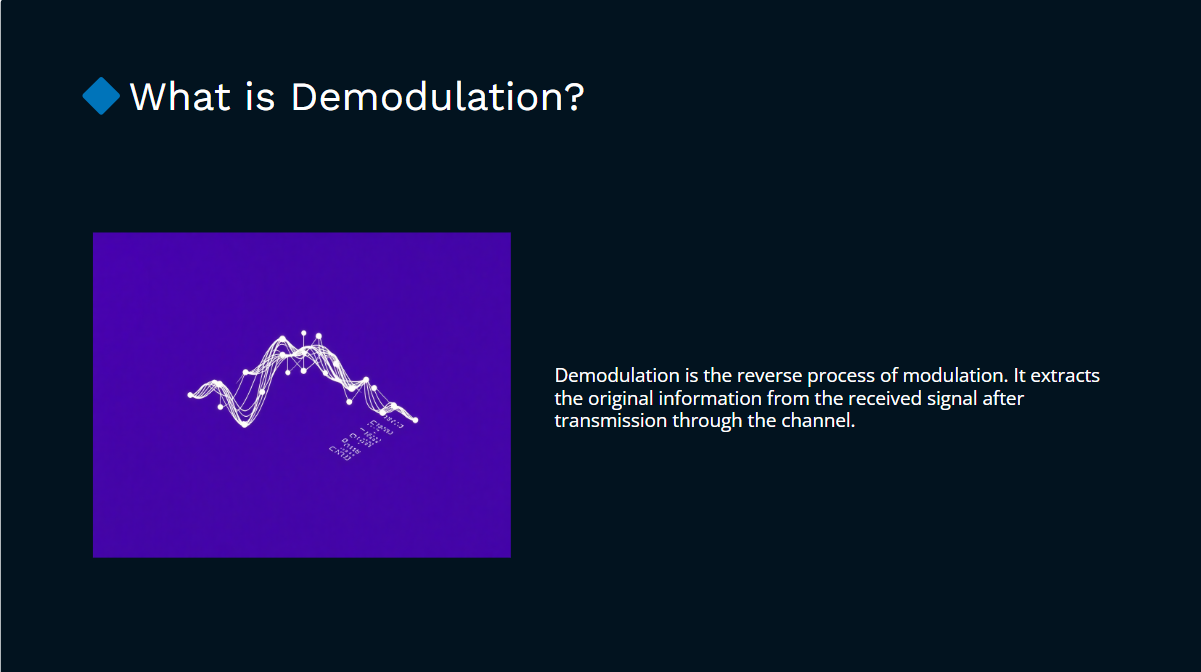 What is Demodulation?
Demodulation is the reverse process of modulation. It extracts
the original information from the received signal after
transmission through the channel.